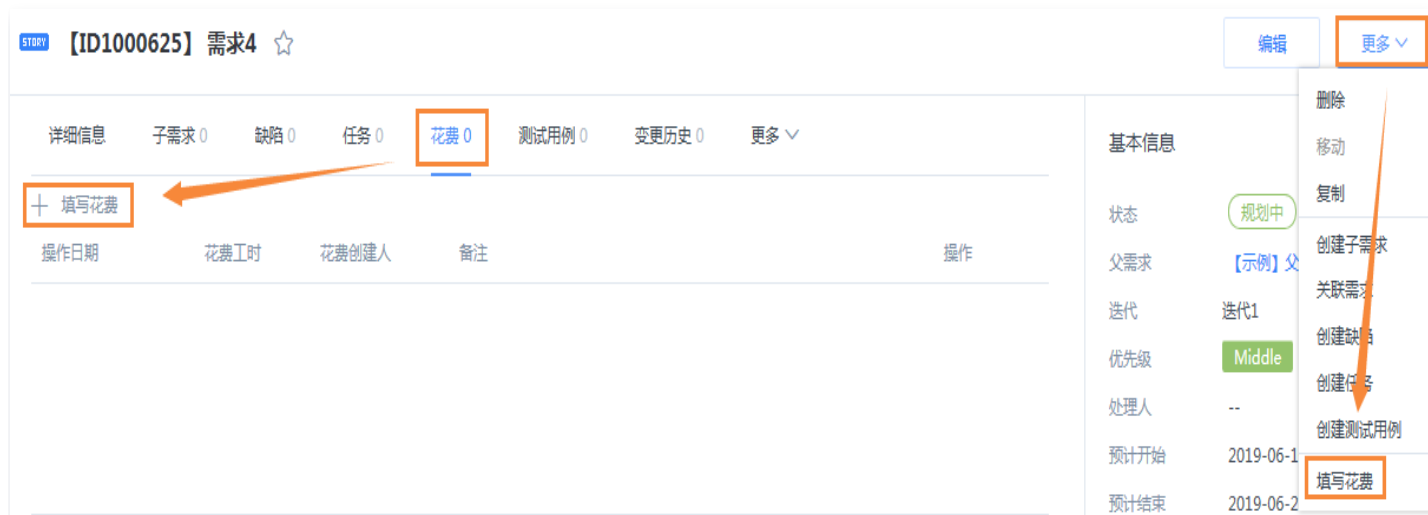 STORY 【ID1000625】需求4
编辑
更多
详细信息 子需求 0 缺陷 0 任务 0 花费 0 测试用例 0 变更历史 0 更多
+ 填写花费
操作日期 花费工时 花费创建人 备注 操作
基本信息
状态 规划中
父需求 【示例】父
迭代 迭代1
优先级 Middle
处理人 --
预计开始 2019-06-1
预计结束 2019-06-2
删除
移动
复制
创建子需求
关联需求
创建缺陷
创建任务
创建测试用例
填写花费